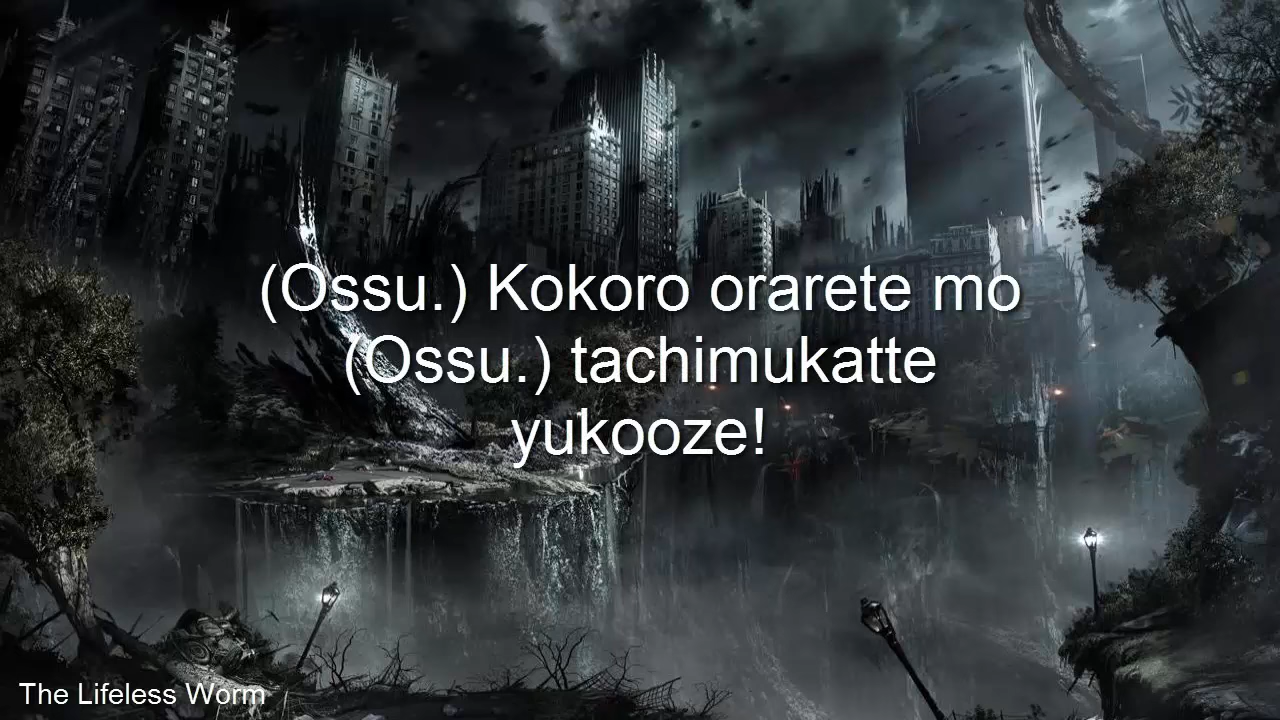 (Ossu.) Kokoro orarete mo
(Ossu.) tachimukatte
yukooze!
The Lifeless Worm